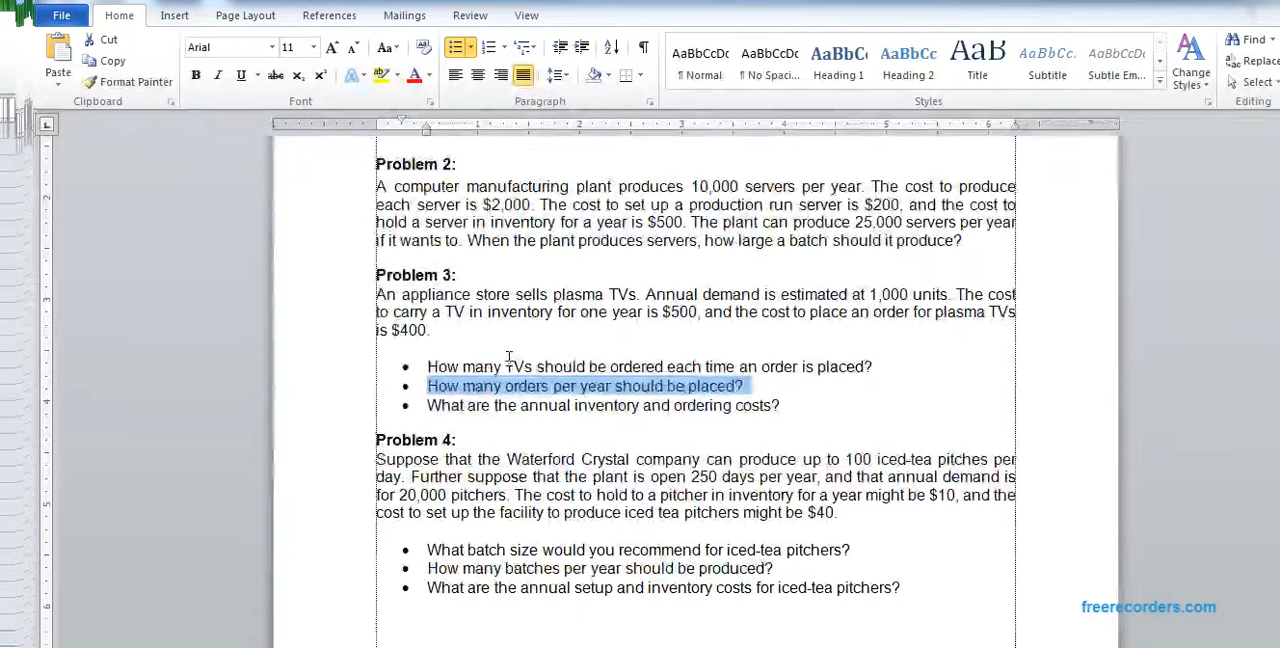 File Home Insert Page Layout References Mailings Review View
Cut
Copy
Format Painter
Paste
Arial 11
Aa
B I U abc x₂ x² A ab A
AaBbCcDc AaBbCcDc AaBbC AaBbCc AaB AaBbCc. AaBbCcDc
¶ Normal ¶ No Spaci... Heading 1 Heading 2 Title Subtitle Subtle Em...
Change
Styles
Find
Replace
Select
Clipboard Font Paragraph Styles Editing
1 2 3 4 5 6
Problem 2:
A computer manufacturing plant produces 10,000 servers per year. The cost to produce
each server is $2,000. The cost to set up a production run server is $200, and the cost to
hold a server in inventory for a year is $500. The plant can produce 25,000 servers per year
if it wants to. When the plant produces servers, how large a batch should it produce?
Problem 3:
An appliance store sells plasma TVs. Annual demand is estimated at 1,000 units. The cost
to carry a TV in inventory for one year is $500, and the cost to place an order for plasma TVs
is $400.
• How many TVs should be ordered each time an order is placed?
• How many orders per year should be placed?
• What are the annual inventory and ordering costs?
Problem 4:
Suppose that the Waterford Crystal company can produce up to 100 iced-tea pitches per
day. Further suppose that the plant is open 250 days per year, and that annual demand is
for 20,000 pitchers. The cost to hold to a pitcher in inventory for a year might be $10, and the
cost to set up the facility to produce iced tea pitchers might be $40.
• What batch size would you recommend for iced-tea pitchers?
• How many batches per year should be produced?
• What are the annual setup and inventory costs for iced-tea pitchers?
freerecorders.com